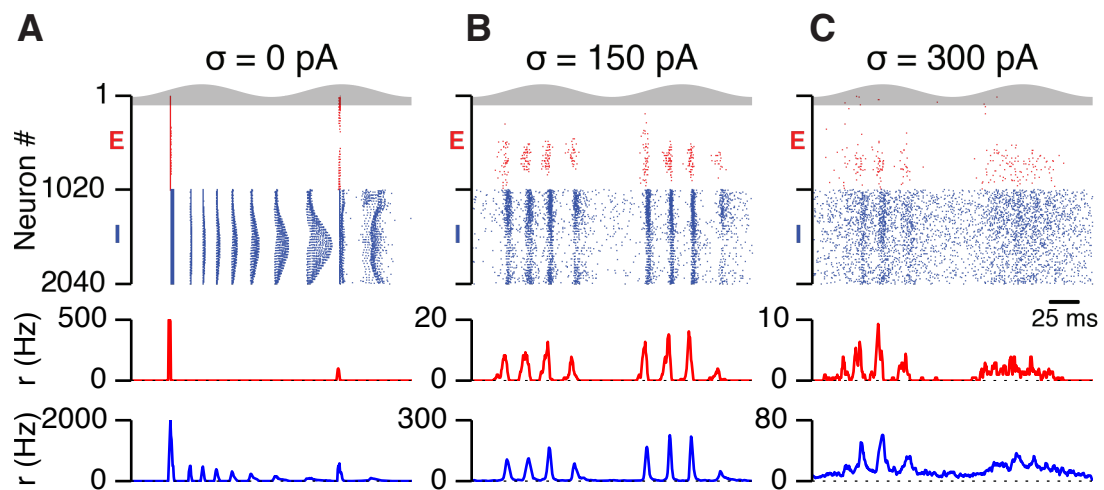 A
B
C
σ = 0 pA
σ = 150 pA
σ = 300 pA
Neuron #
1
E
1020
I
2040
E
I
E
I
25 ms
r (Hz)
500
0
20
0
10
0
r (Hz)
2000
0
300
0
80
0